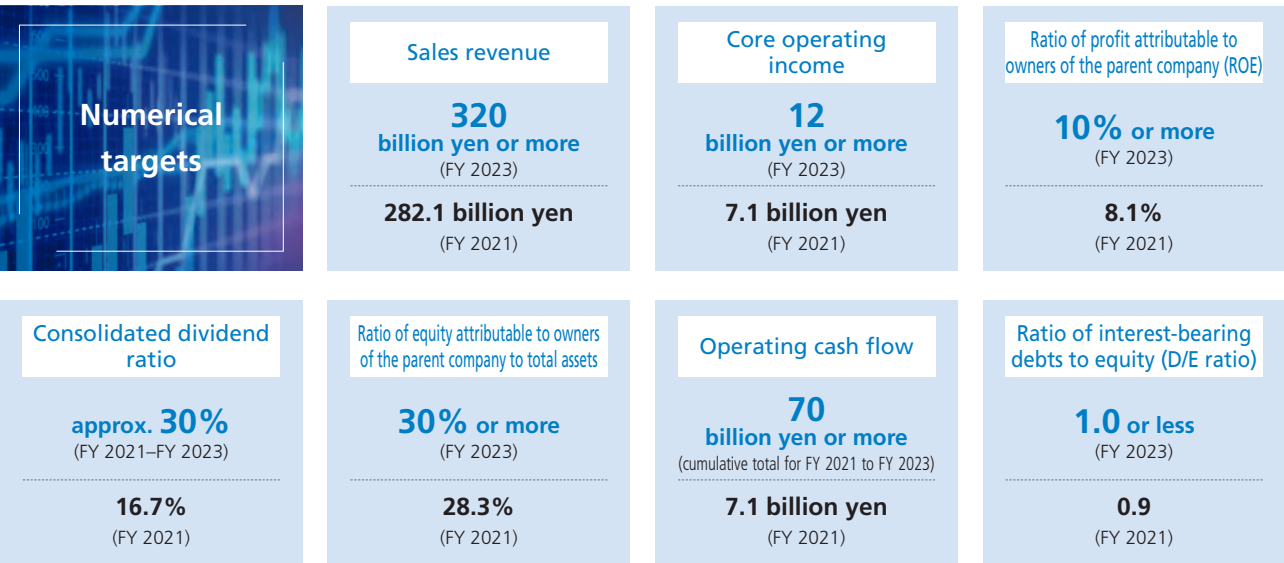 Numerical
targets
Sales revenue
320
billion yen or more
(FY 2023)
282.1 billion yen
(FY 2021)
Core operating
income
12
billion yen or more
(FY 2023)
7.1 billion yen
(FY 2021)
Ratio of profit attributable to
owners of the parent company (ROE)
10% or more
(FY 2023)
8.1%
(FY 2021)
Consolidated dividend
ratio
approx. 30%
(FY 2021–FY 2023)
16.7%
(FY 2021)
Ratio of equity attributable to owners
of the parent company to total assets
30% or more
(FY 2023)
28.3%
(FY 2021)
Operating cash flow
70
billion yen or more
(cumulative total for FY 2021 to FY 2023)
7.1 billion yen
(FY 2021)
Ratio of interest-bearing
debts to equity (D/E ratio)
1.0 or less
(FY 2023)
0.9
(FY 2021)